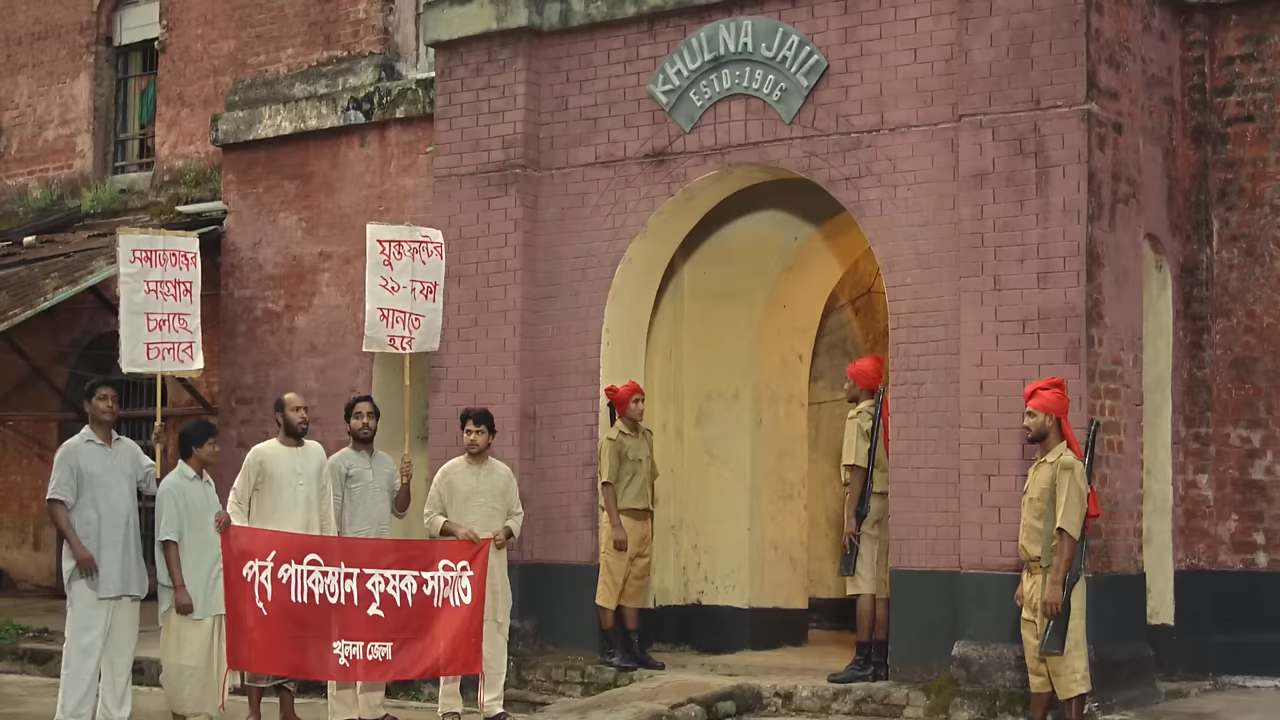 KHULNA JAIL
ESTD:1906
সমাজতন্ত্রের
সংগ্রাম
চলছে
চলবে
যুক্তফ্রন্টের
২১-দফা
মানতে
হবে
পূর্ব পাকিস্তান কৃষক সমিতি
খুলনা জেলা